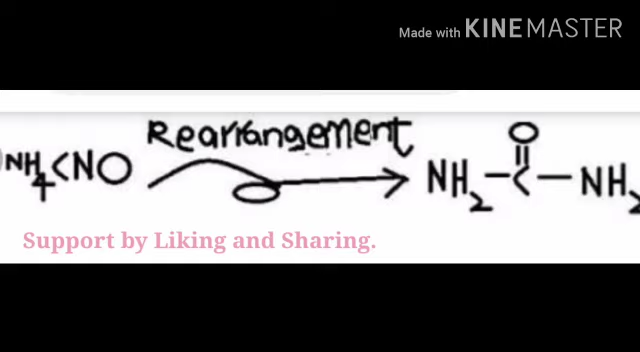 Made with KINEMASTER
Rearrangement
NH4CNO
O
NH2-C-NH2
Support by Liking and Sharing.